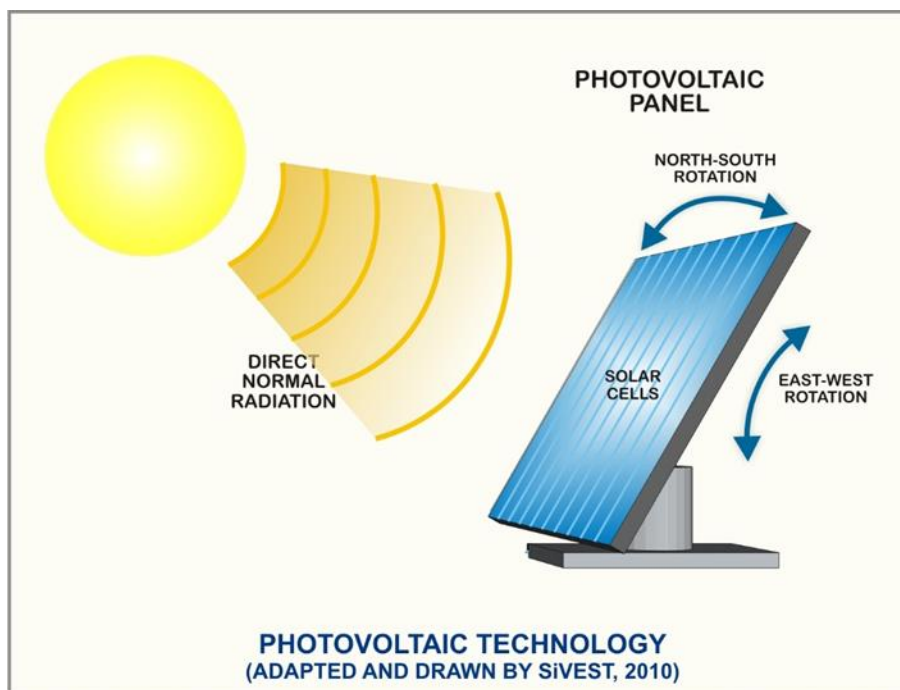 PHOTOVOLTAIC
PANEL
NORTH-SOUTH
ROTATION
DIRECT
NORMAL
RADIATION
SOLAR
CELLS
EAST-WEST
ROTATION
PHOTOVOLTAIC TECHNOLOGY
(ADAPTED AND DRAWN BY SiVEST, 2010)